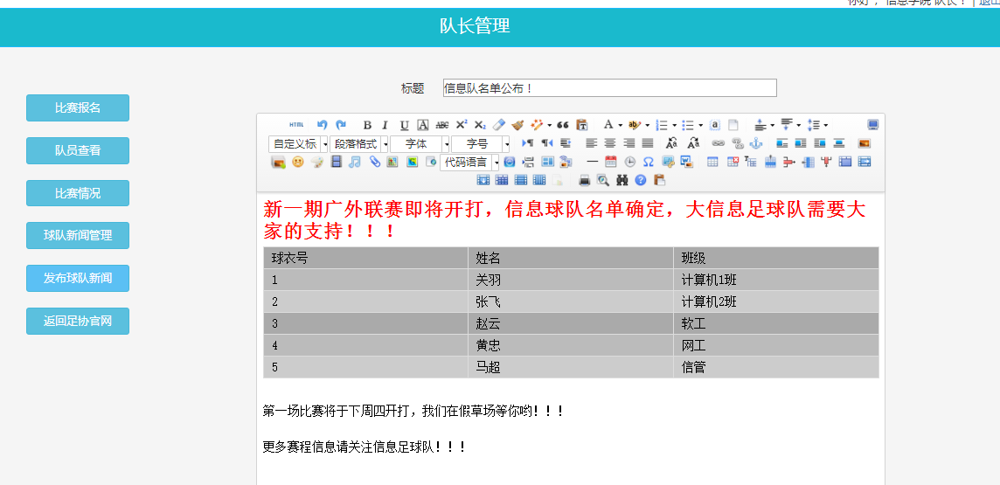 你好， 信息学院 队长！ | 退出
队长管理
比赛报名
队员查看
比赛情况
球队新闻管理
发布球队新闻
返回足协官网
标题 信息队名单公布！
HTML B I U A ABC X² X₂ A ab a
自定义标 段落格式 字体 字号
代码语言
新一期广外联赛即将开打，信息球队名单确定，大信息足球队需要大
家的支持！！！
球衣号 姓名 班级
1 关羽 计算机1班
2 张飞 计算机2班
3 赵云 软工
4 黄忠 网工
5 马超 信管
第一场比赛将于下周四开打，我们在假草场等你哟！！！
更多赛程信息请关注信息足球队！！！